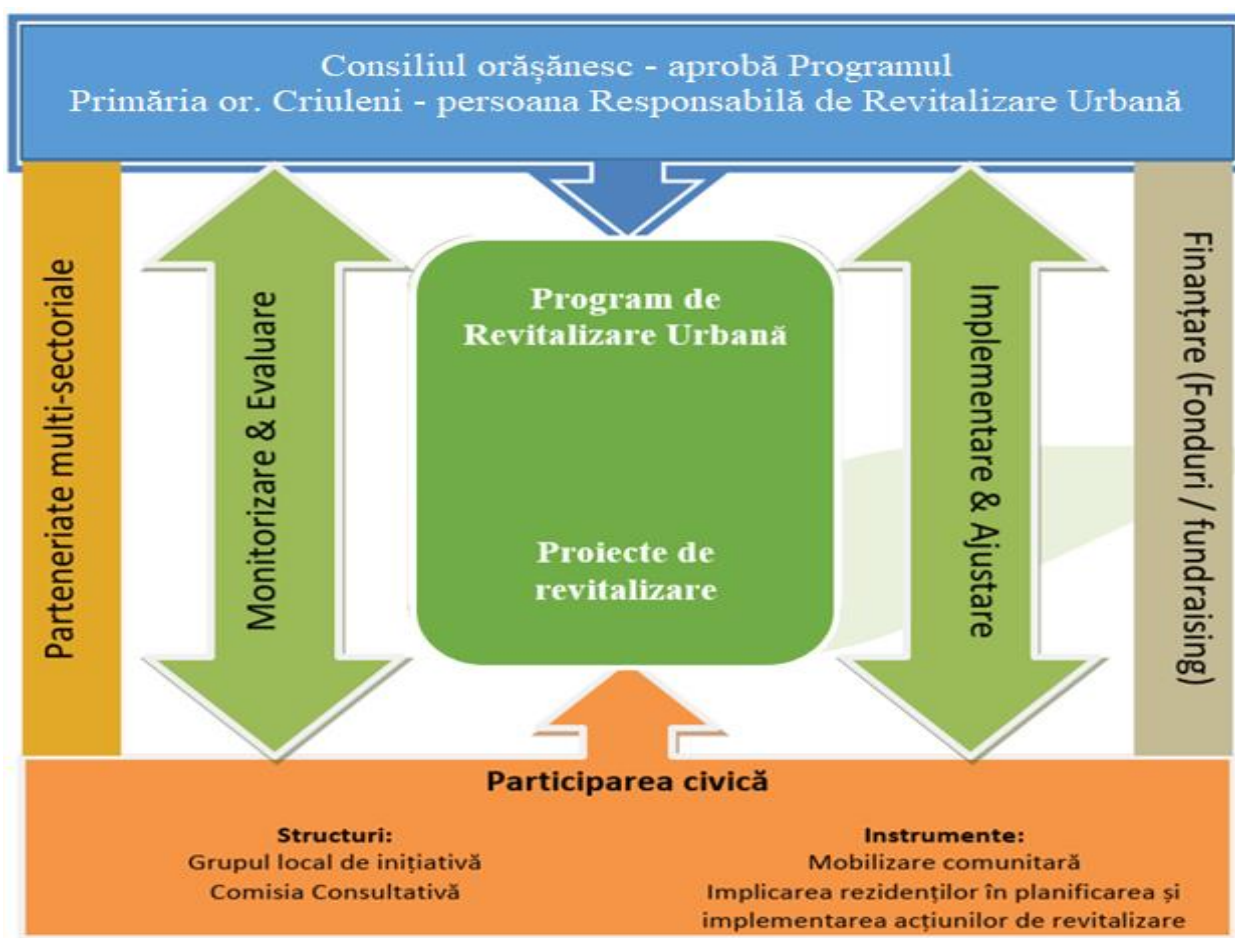 Consiliul orășănesc - aprobă Programul
Primăria or. Criuleni - persoana Responsabilă de Revitalizare Urbană
Parteneriate multi-sectoriale
Monitorizare & Evaluare
Program de
Revitalizare Urbană
Proiecte de
revitalizare
Implementare & Ajustare
Finanțare (Fonduri / fundraising)
Participarea civică
Structuri:
Grupul local de inițiativă
Comisia Consultativă
Instrumente:
Mobilizare comunitară
Implicarea rezidenților în planificarea și
implementarea acțiunilor de revitalizare